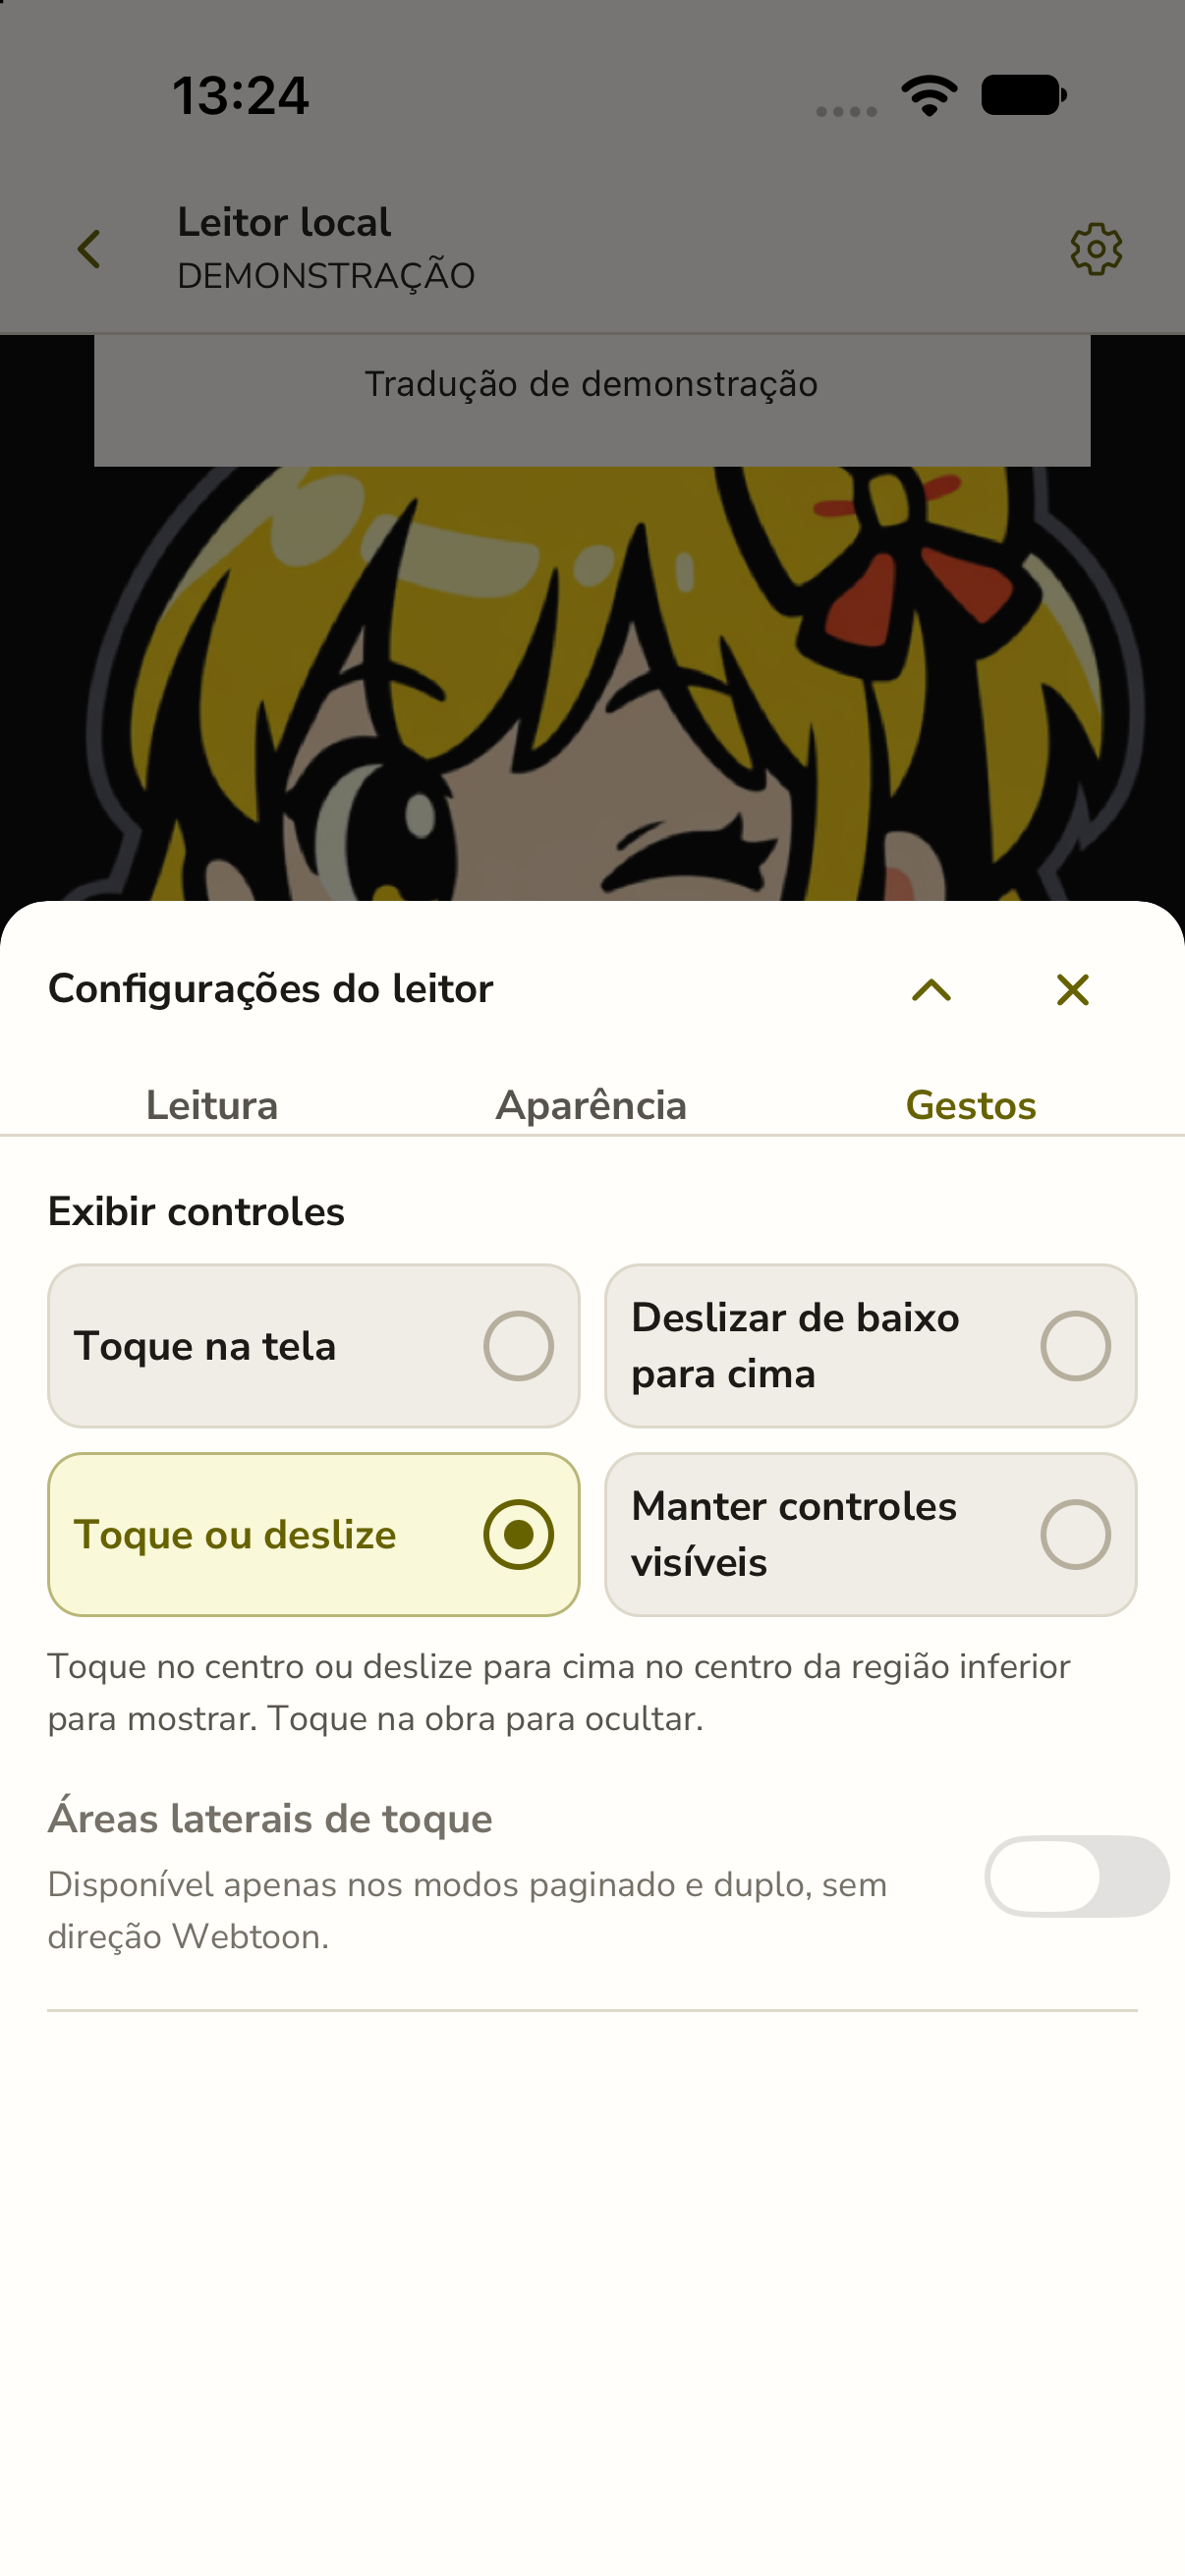 13:24
Leitor local
DEMONSTRAÇÃO
Tradução de demonstração
Configurações do leitor
Leitura Aparência Gestos
Exibir controles
Toque na tela
Deslizar de baixo
para cima
Toque ou deslize
Manter controles
visíveis
Toque no centro ou deslize para cima no centro da região inferior
para mostrar. Toque na obra para ocultar.
Áreas laterais de toque
Disponível apenas nos modos paginado e duplo, sem
direção Webtoon.